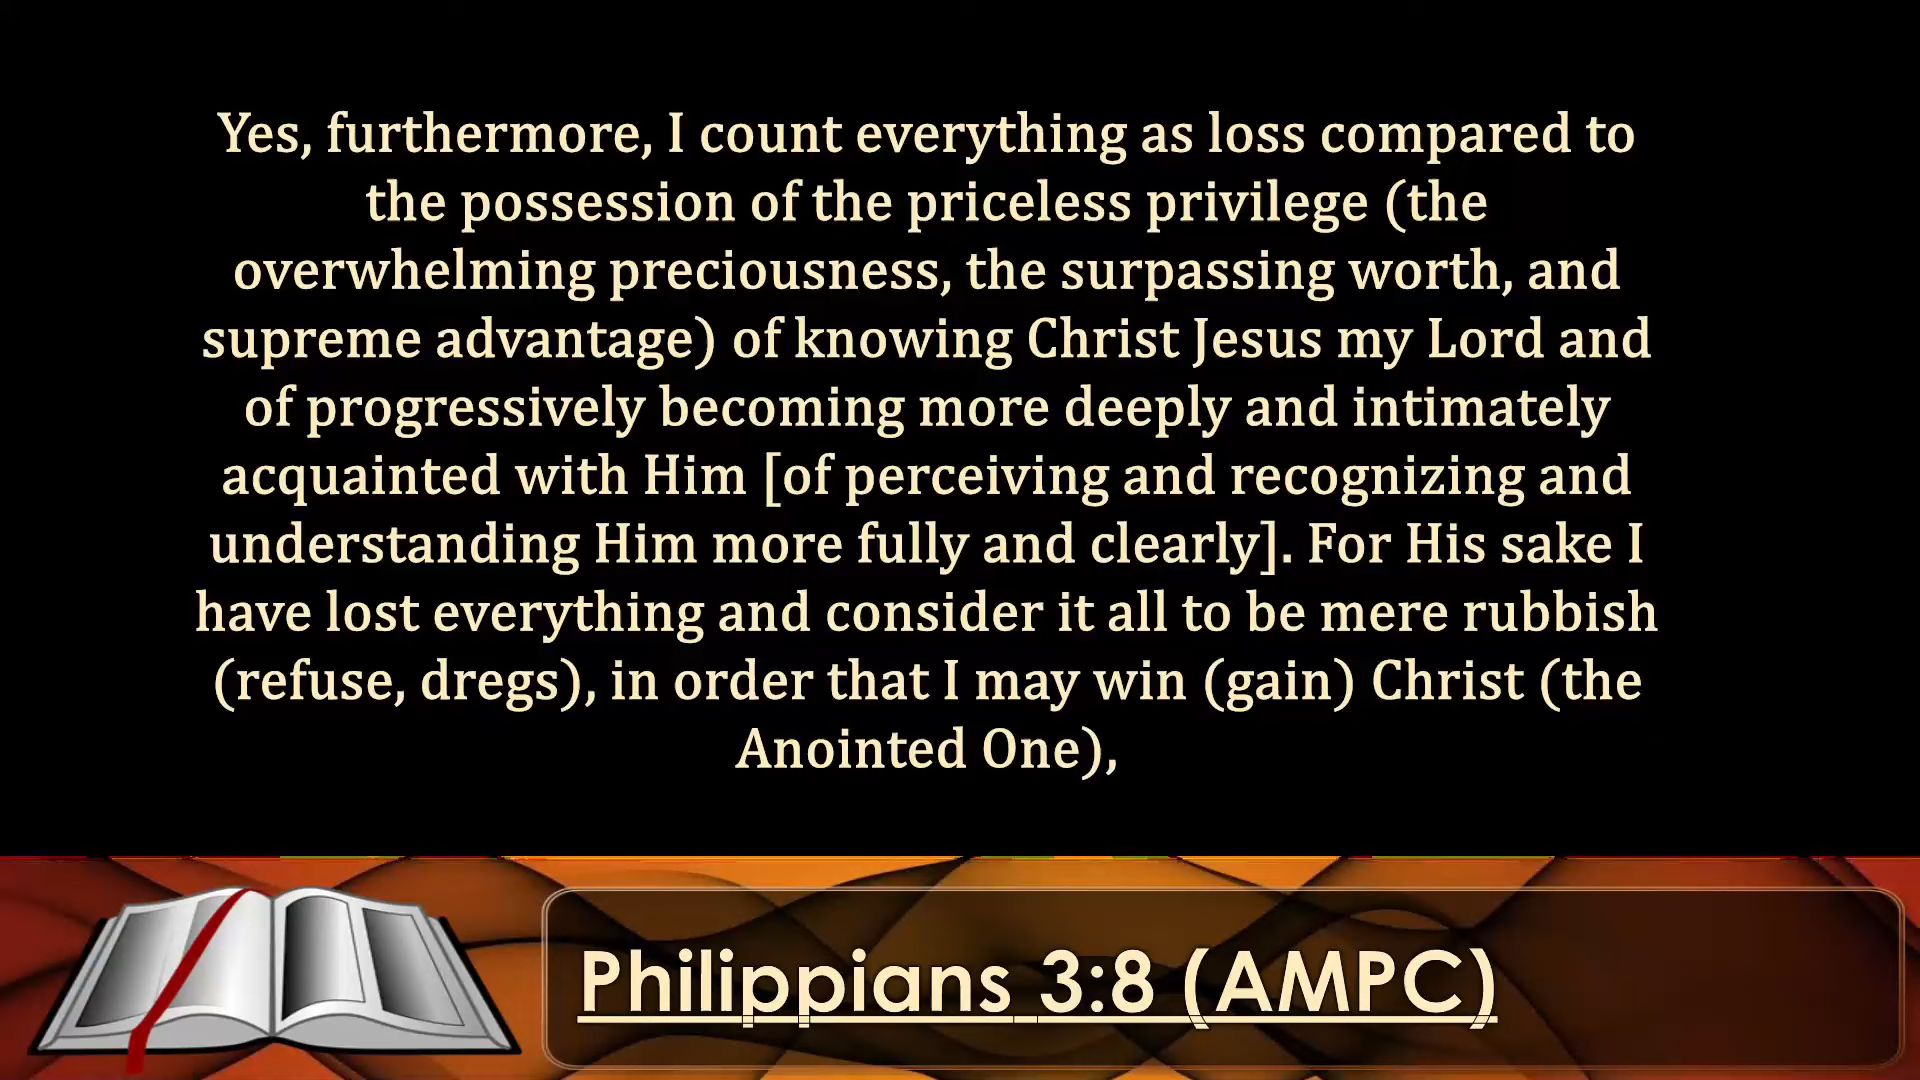 Yes, furthermore, I count everything as loss compared to
the possession of the priceless privilege (the
overwhelming preciousness, the surpassing worth, and
supreme advantage) of knowing Christ Jesus my Lord and
of progressively becoming more deeply and intimately
acquainted with Him [of perceiving and recognizing and
understanding Him more fully and clearly]. For His sake I
have lost everything and consider it all to be mere rubbish
(refuse, dregs), in order that I may win (gain) Christ (the
Anointed One),
Philippians 3:8 (AMPC)